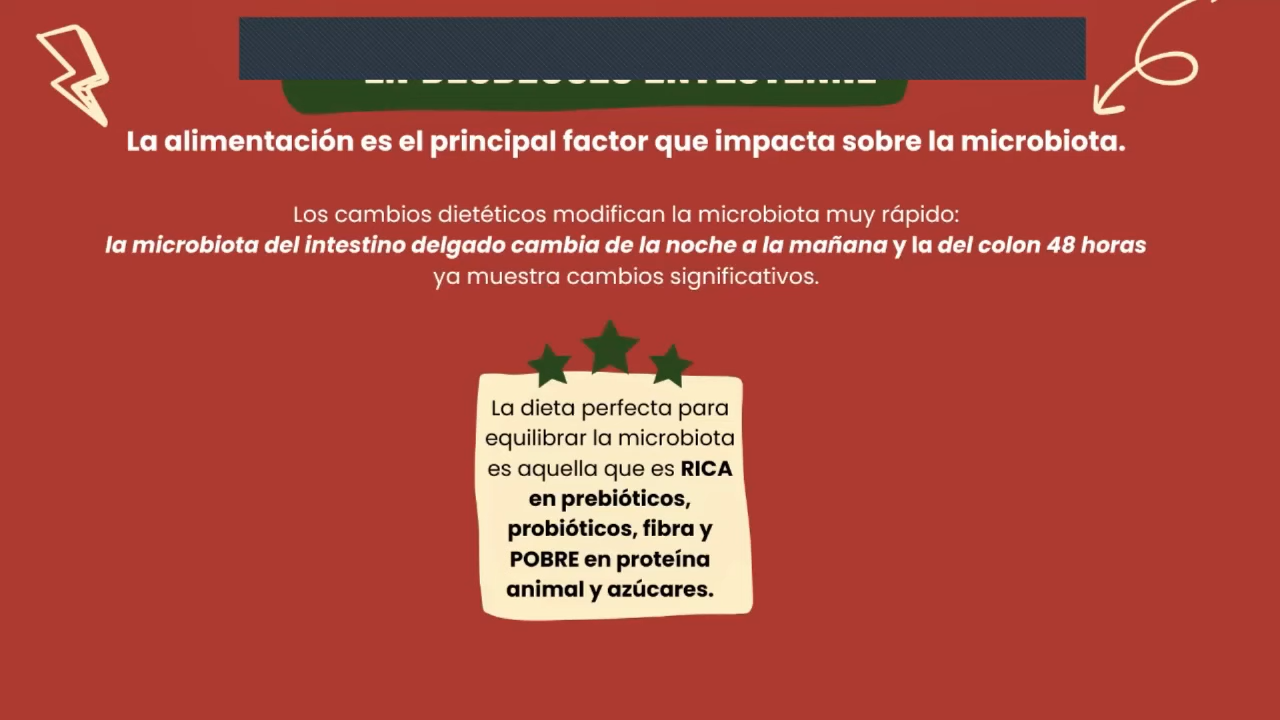 La alimentación es el principal factor que impacta sobre la microbiota.
Los cambios dietéticos modifican la microbiota muy rápido:
la microbiota del intestino delgado cambia de la noche a la mañana y la del colon 48 horas
ya muestra cambios significativos.
La dieta perfecta para
equilibrar la microbiota
es aquella que es RICA
en prebióticos,
probióticos, fibra y
POBRE en proteína
animal y azúcares.